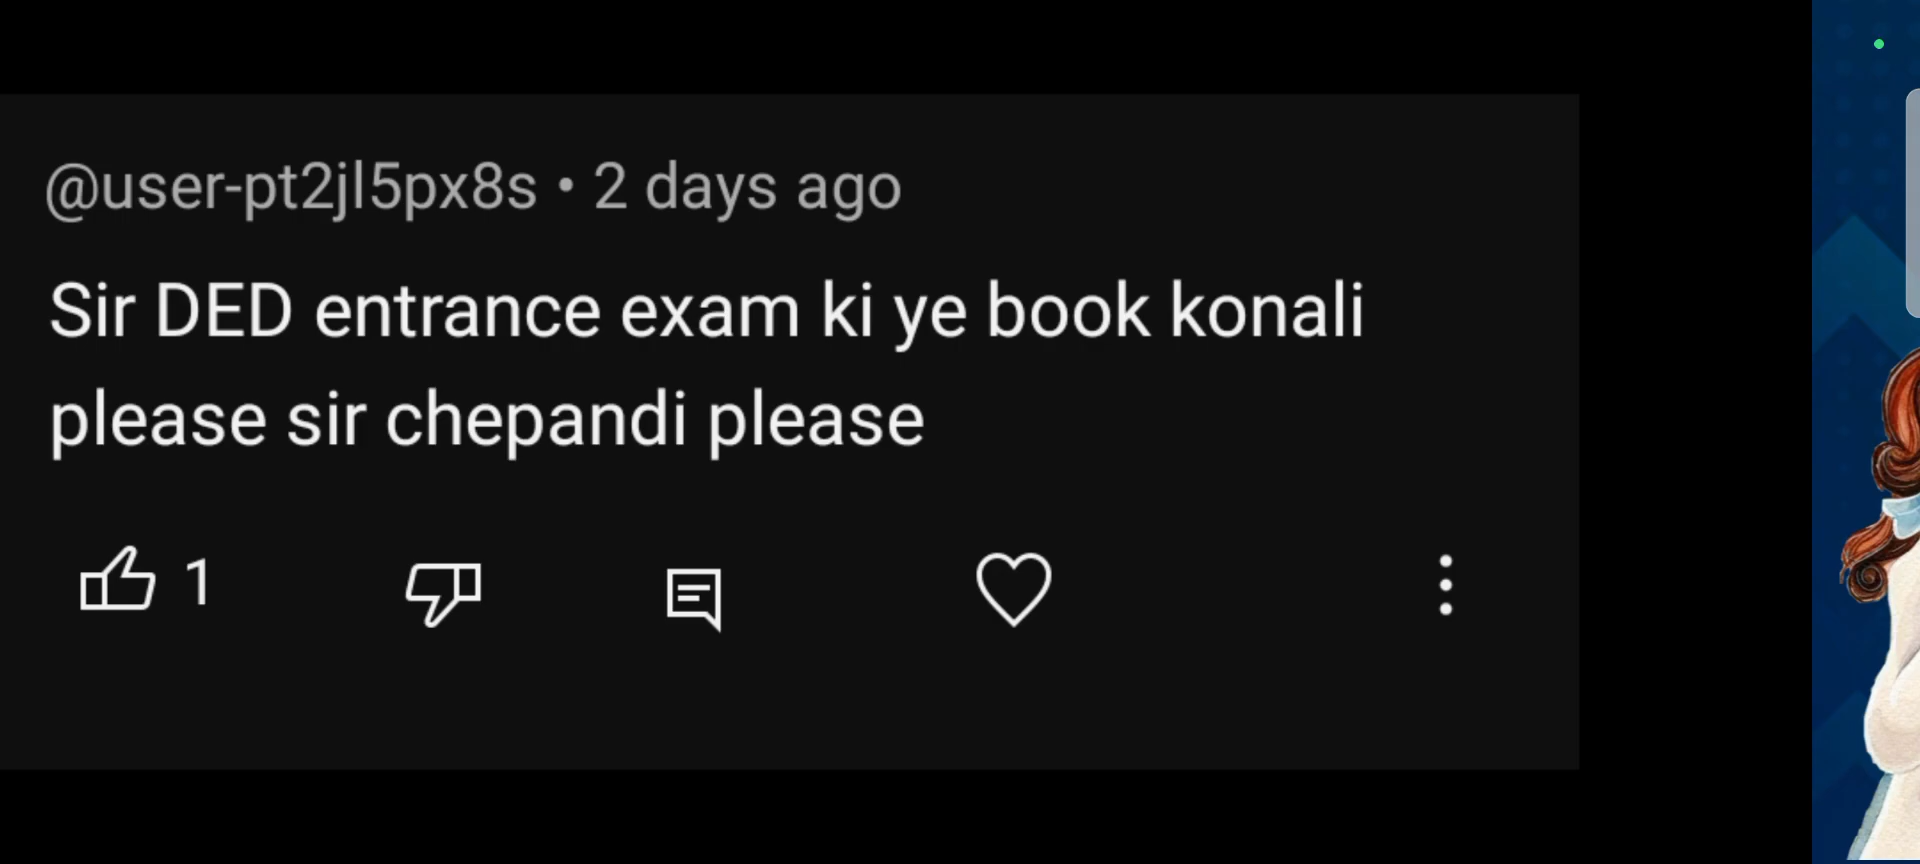 @user-pt2jl5px8s • 2 days ago
Sir DED entrance exam ki ye book konali
please sir chepandi please
1